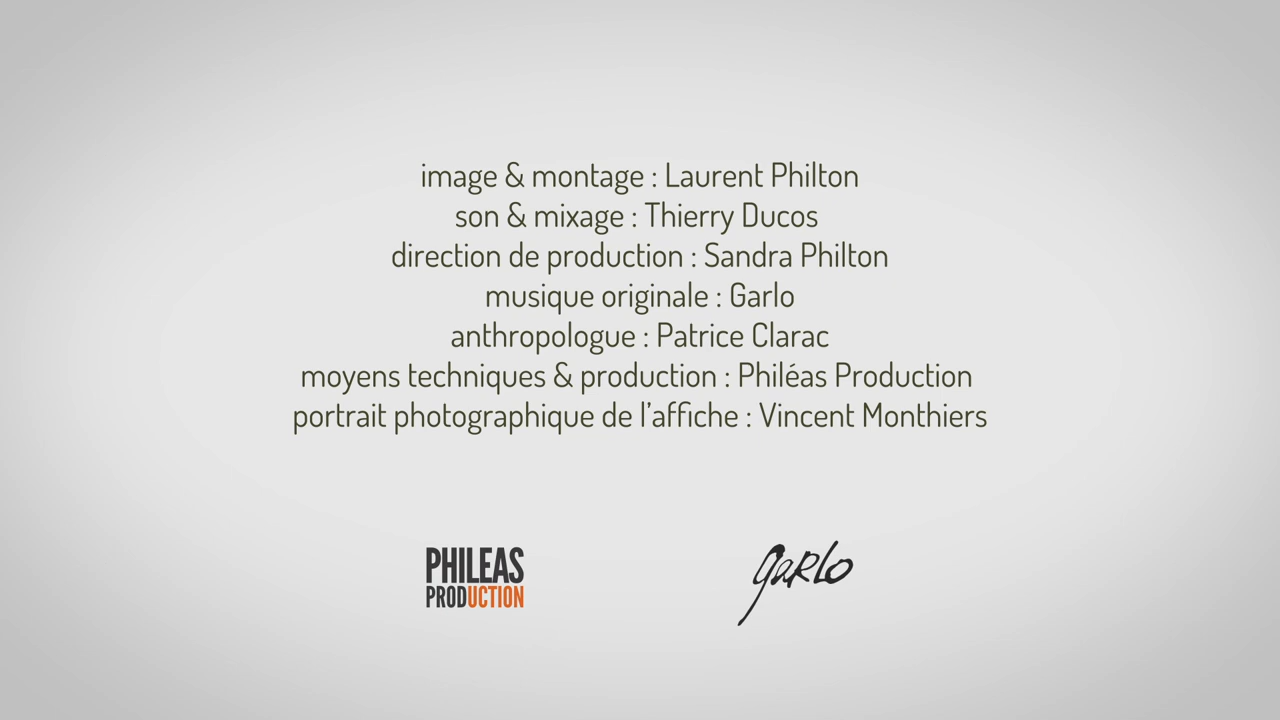 image & montage : Laurent Philton
son & mixage : Thierry Ducos
direction de production : Sandra Philton
musique originale : Garlo
anthropologue : Patrice Clarac
moyens techniques & production : Philéas Production
portrait photographique de l’affiche : Vincent Monthiers
PHILEAS
PRODUCTION
garlo